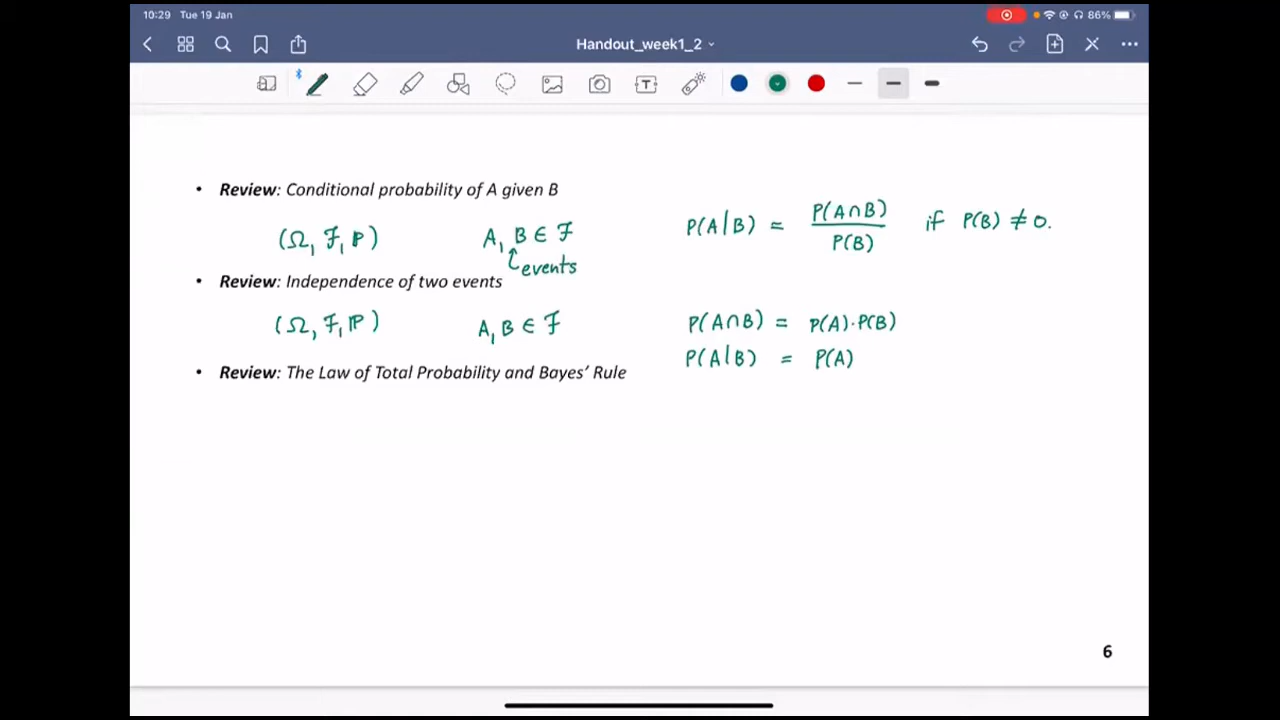 10:29 Tue 19 Jan
86%
Handout_week1_2
• Review: Conditional probability of A given B
(Ω, ℱ, ℙ) A, B ∈ ℱ P(A|B) = P(A∩B) / P(B) if P(B) ≠ 0.
events
• Review: Independence of two events
(Ω, ℱ, ℙ) A, B ∈ ℱ P(A∩B) = P(A)·P(B)
P(A|B) = P(A)
• Review: The Law of Total Probability and Bayes’ Rule
6